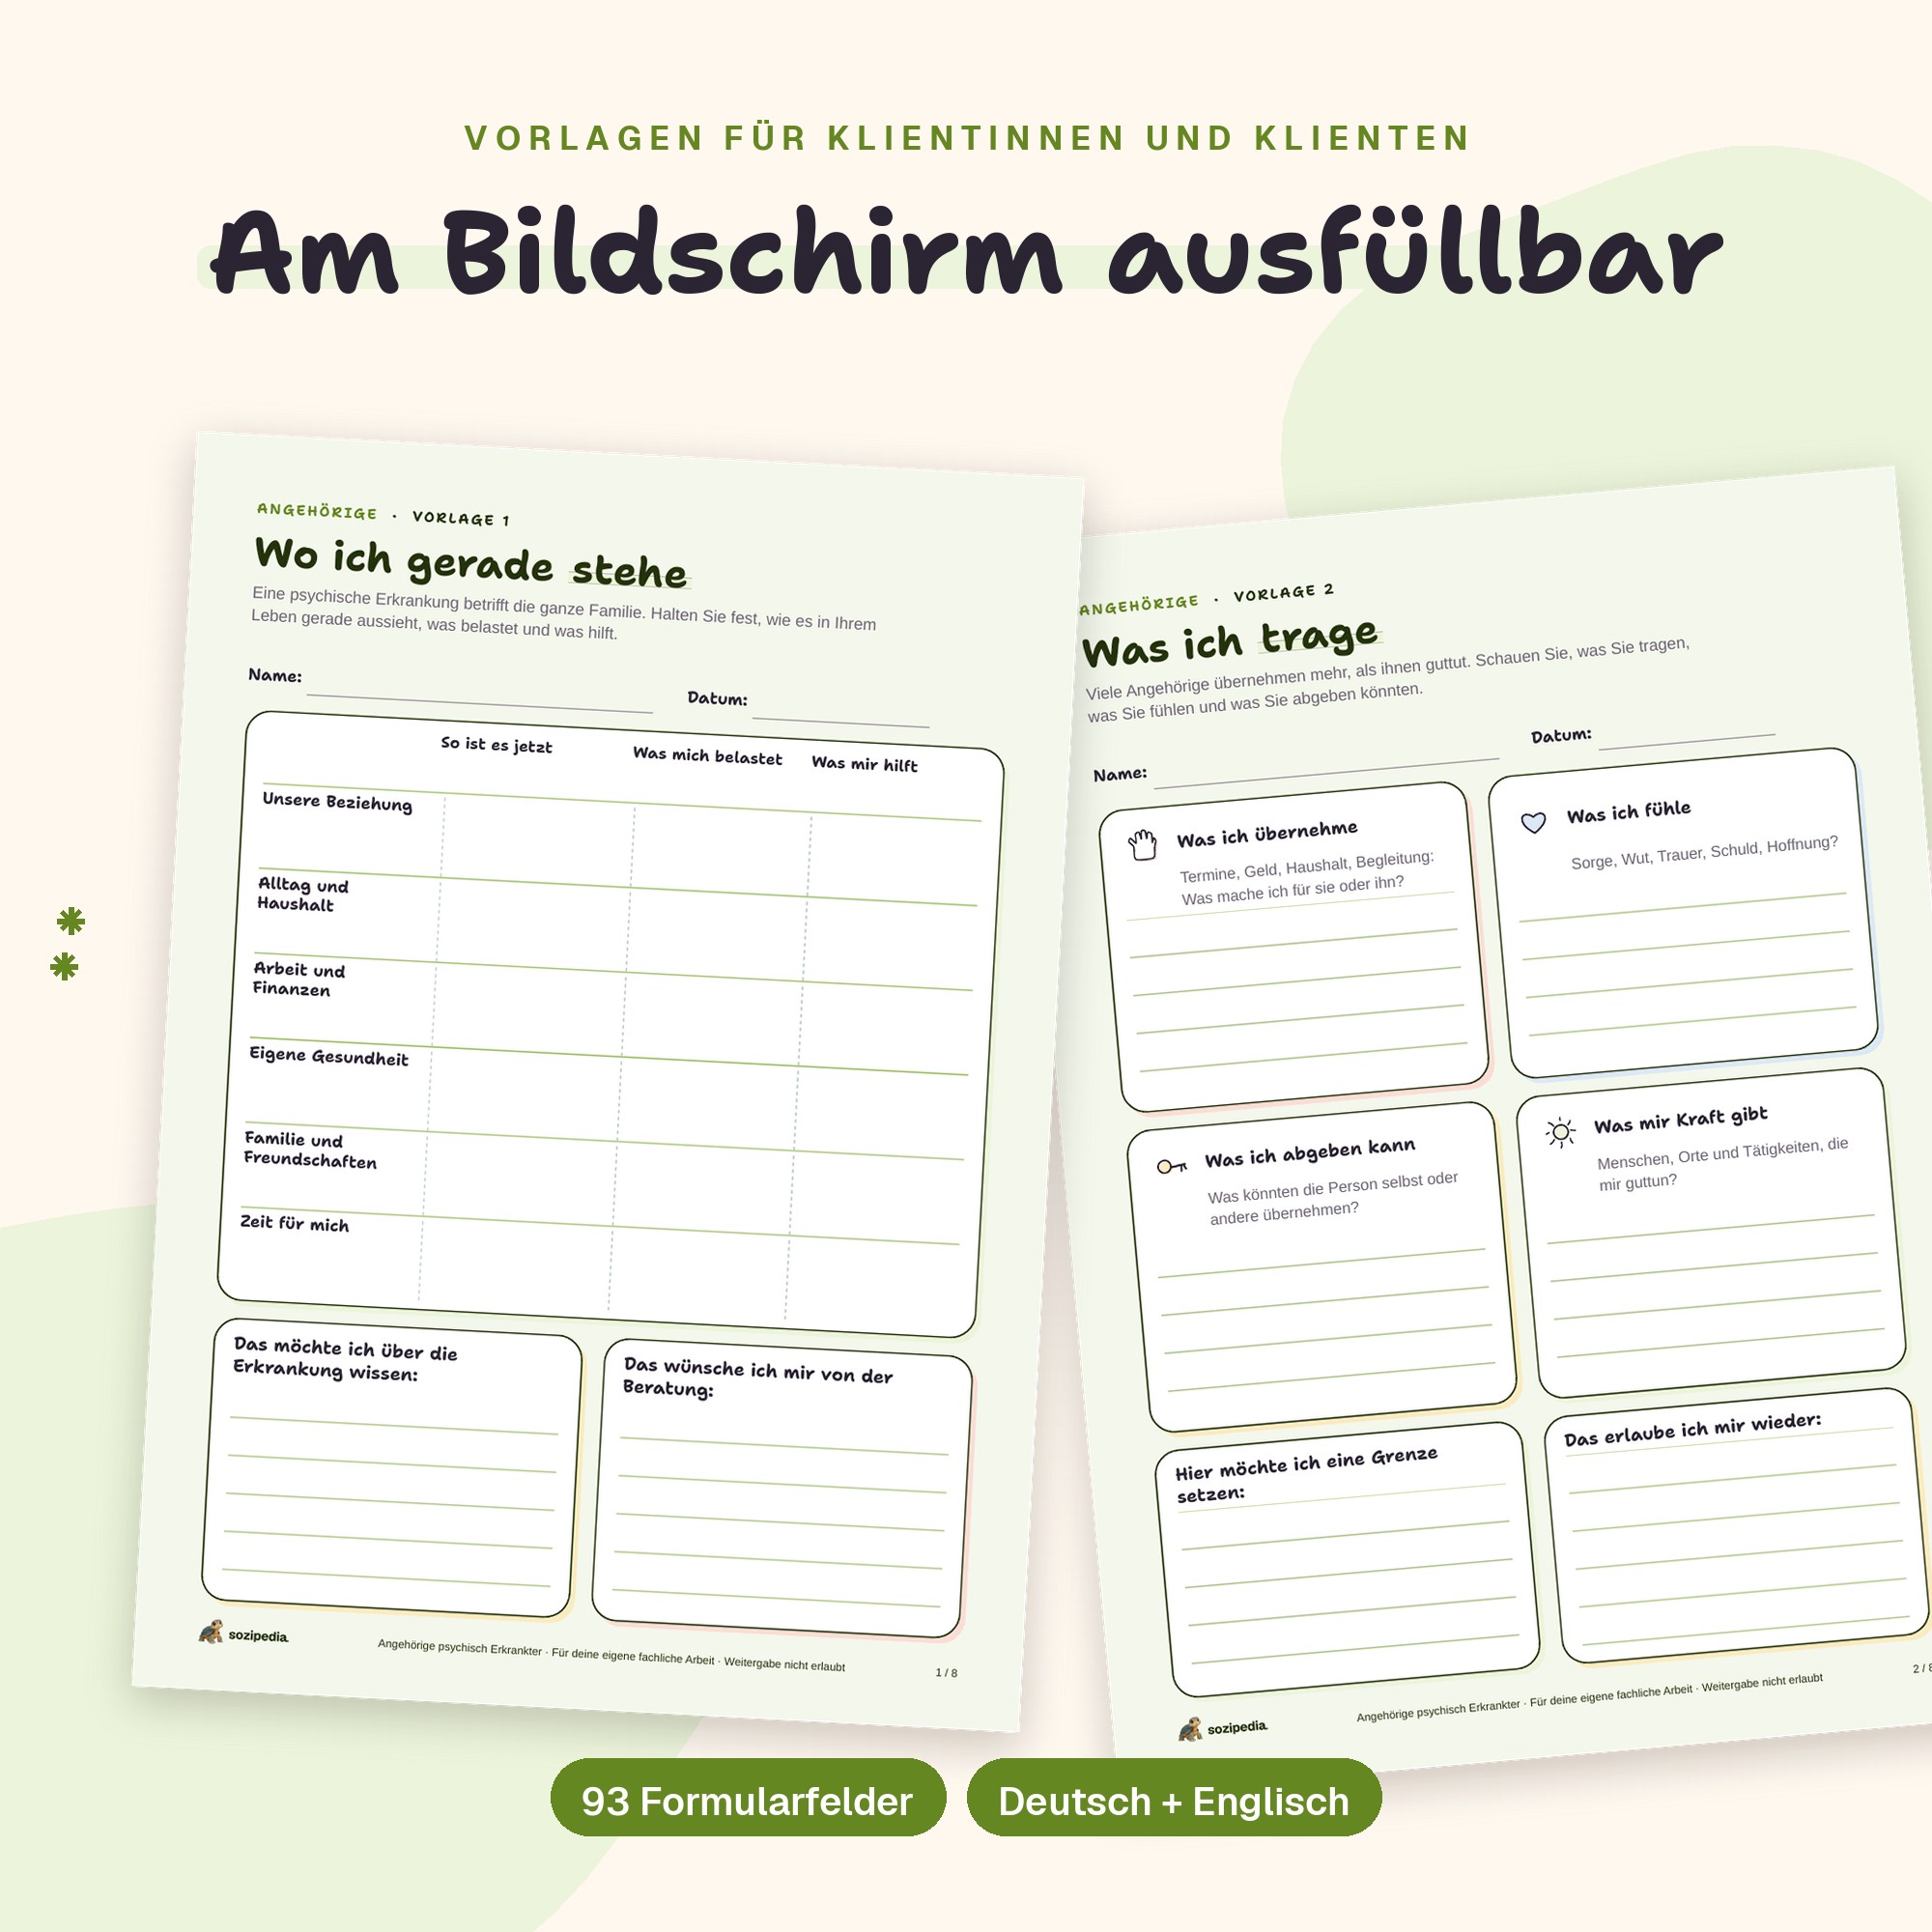 VORLAGEN FÜR KLIENTINNEN UND KLIENTEN
Am Bildschirm ausfüllbar
ANGEHÖRIGE · VORLAGE 1
Wo ich gerade stehe
Eine psychische Erkrankung betrifft die ganze Familie. Halten Sie fest, wie es in Ihrem
Leben gerade aussieht, was belastet und was hilft.
Name:
Datum:
So ist es jetzt
Was mich belastet
Was mir hilft
Unsere Beziehung
Alltag und
Haushalt
Arbeit und
Finanzen
Eigene Gesundheit
Familie und
Freundschaften
Zeit für mich
Das möchte ich über die
Erkrankung wissen:
Das wünsche ich mir von der
Beratung:
sozipedia.
Angehörige psychisch Erkrankter · Für deine eigene fachliche Arbeit · Weitergabe nicht erlaubt
1 / 8
ANGEHÖRIGE · VORLAGE 2
Was ich trage
Viele Angehörige übernehmen mehr, als ihnen guttut. Schauen Sie, was Sie tragen,
was Sie fühlen und was Sie abgeben könnten.
Name:
Datum:
Was ich übernehme
Termine, Geld, Haushalt, Begleitung:
Was mache ich für sie oder ihn?
Was ich fühle
Sorge, Wut, Trauer, Schuld, Hoffnung?
Was ich abgeben kann
Was könnten die Person selbst oder
andere übernehmen?
Was mir Kraft gibt
Menschen, Orte und Tätigkeiten, die
mir guttun?
Hier möchte ich eine Grenze
setzen:
Das erlaube ich mir wieder:
sozipedia.
Angehörige psychisch Erkrankter · Für deine eigene fachliche Arbeit · Weitergabe nicht erlaubt
2 / 8
93 Formularfelder
Deutsch + Englisch